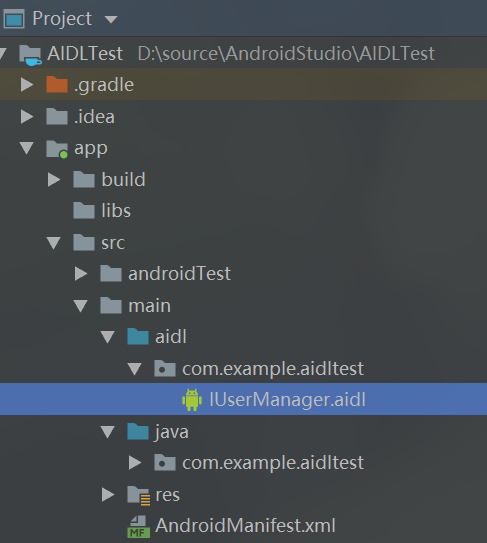 Project
AIDLTest D:\source\AndroidStudio\AIDLTest
.gradle
.idea
app
build
libs
src
androidTest
main
aidl
com.example.aidltest
IUserManager.aidl
java
com.example.aidltest
res
MF AndroidManifest.xml